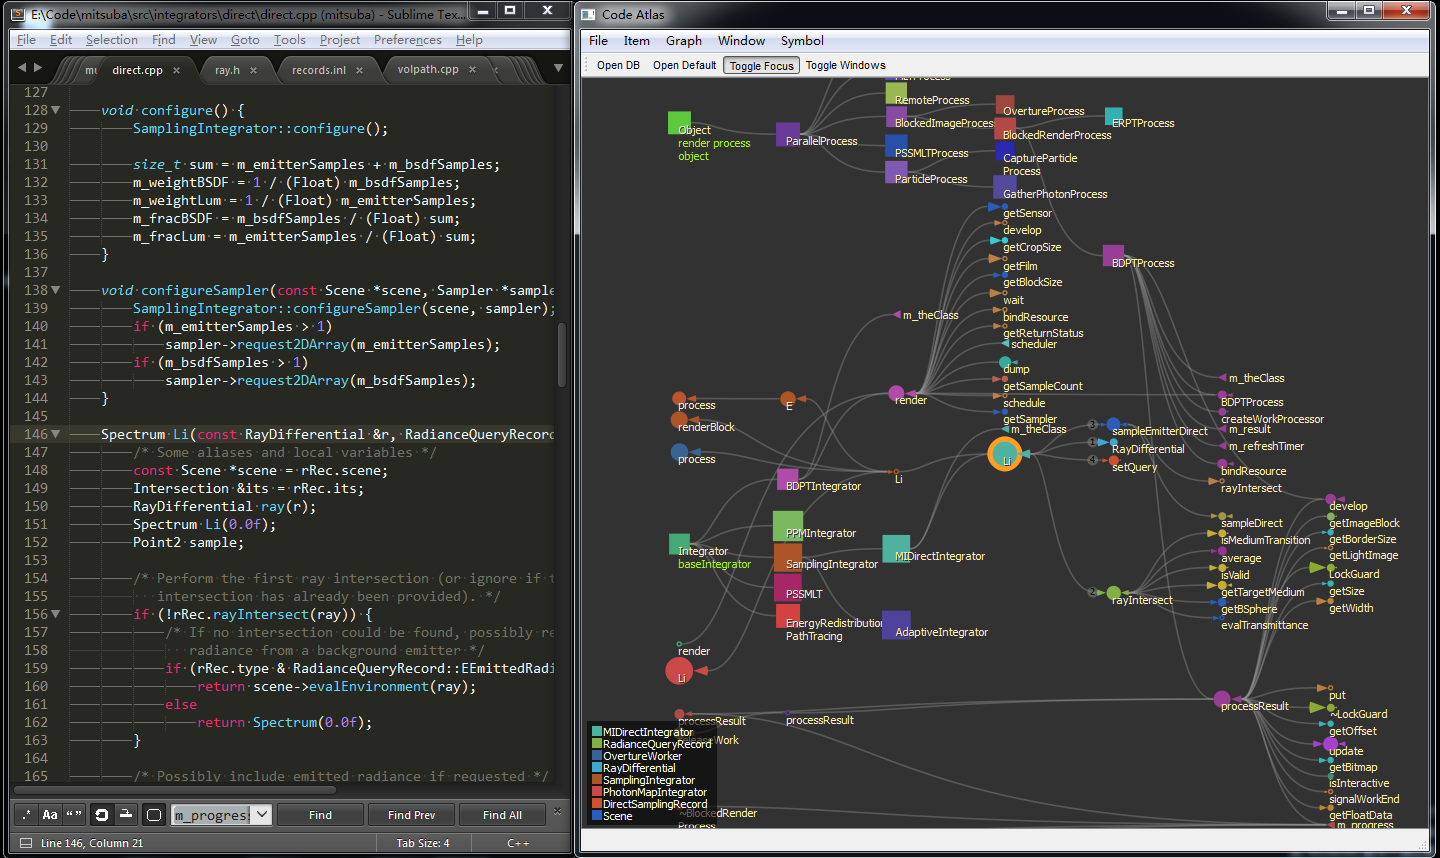 E:\Code\mitsuba\src\integrators\direct\direct.cpp (mitsuba) - Sublime Tex...
File Edit Selection Find View Goto Tools Project Preferences Help
direct.cpp × ray.h × records.inl × volpath.cpp ×
127
128 void configure() {
129 SamplingIntegrator::configure();
130
131 size_t sum = m_emitterSamples + m_bsdfSamples;
132 m_weightBSDF = 1 / (Float) m_bsdfSamples;
133 m_weightLum = 1 / (Float) m_emitterSamples;
134 m_fracBSDF = m_bsdfSamples / (Float) sum;
135 m_fracLum = m_emitterSamples / (Float) sum;
136 }
137
138 void configureSampler(const Scene *scene, Sampler *sample
139 SamplingIntegrator::configureSampler(scene, sampler);
140 if (m_emitterSamples > 1)
141 sampler->request2DArray(m_emitterSamples);
142 if (m_bsdfSamples > 1)
143 sampler->request2DArray(m_bsdfSamples);
144 }
145
146 Spectrum Li(const RayDifferential &r, RadianceQueryRecor
147 /* Some aliases and local variables */
148 const Scene *scene = rRec.scene;
149 Intersection &its = rRec.its;
150 RayDifferential ray(r);
151 Spectrum Li(0.0f);
152 Point2 sample;
153
154 /* Perform the first ray intersection (or ignore if t
155 intersection has already been provided). */
156 if (!rRec.rayIntersect(ray)) {
157 /* If no intersection could be found, possibly re
158 radiance from a background emitter */
159 if (rRec.type & RadianceQueryRecord::EEmittedRadi
160 return scene->evalEnvironment(ray);
161 else
162 return Spectrum(0.0f);
163 }
164
165 /* Possibly include emitted radiance if requested */
.* Aa “ ” m_progres Find Find Prev Find All ×
Line 146, Column 21 Tab Size: 4 C++
Code Atlas
File Item Graph Window Symbol
Open DB Open Default Toggle Focus Toggle Windows
RemoteProcess
OvertureProcess
Object
render process
object
ParallelProcess
BlockedImageProcess
BlockedRenderProcess
ERPTProcess
PSSMLTProcess
CaptureParticle
Process
ParticleProcess
GatherPhotonProcess
getSensor
develop
getCropSize
getFilm
BDPTProcess
getBlockSize
wait
m_theClass
bindResource
getReturnStatus
scheduler
dump
getSampleCount
m_theClass
process
E
render
schedule
BDPTProcess
getSampler
createWorkProcessor
renderBlock
m_theClass
sampleEmitterDirect
m_result
process
Li
1
2
3
4
RayDifferential
m_refreshTimer
setQuery
bindResource
Li
BDPTIntegrator
rayIntersect
develop
PPMIntegrator
sampleDirect
getImageBlock
isMediumTransition
getBorderSize
Integrator
baseIntegrator
SamplingIntegrator
MIDirectIntegrator
average
getLightImage
isValid
LockGuard
PSSMLT
rayIntersect
getTargetMedium
getSize
getBSphere
getWidth
EnergyRedistribution
PathTracing
AdaptiveIntegrator
evalTransmittance
render
Li
put
processResult
processResult
processResult
~LockGuard
getOffset
update
getBitmap
isInteractive
signalWorkEnd
getFloatData
m_progress
MIDirectIntegrator
RadianceQueryRecord
OvertureWorker
RayDifferential
SamplingIntegrator
PhotonMapIntegrator
DirectSamplingRecord
Scene
~BlockedRender
Process